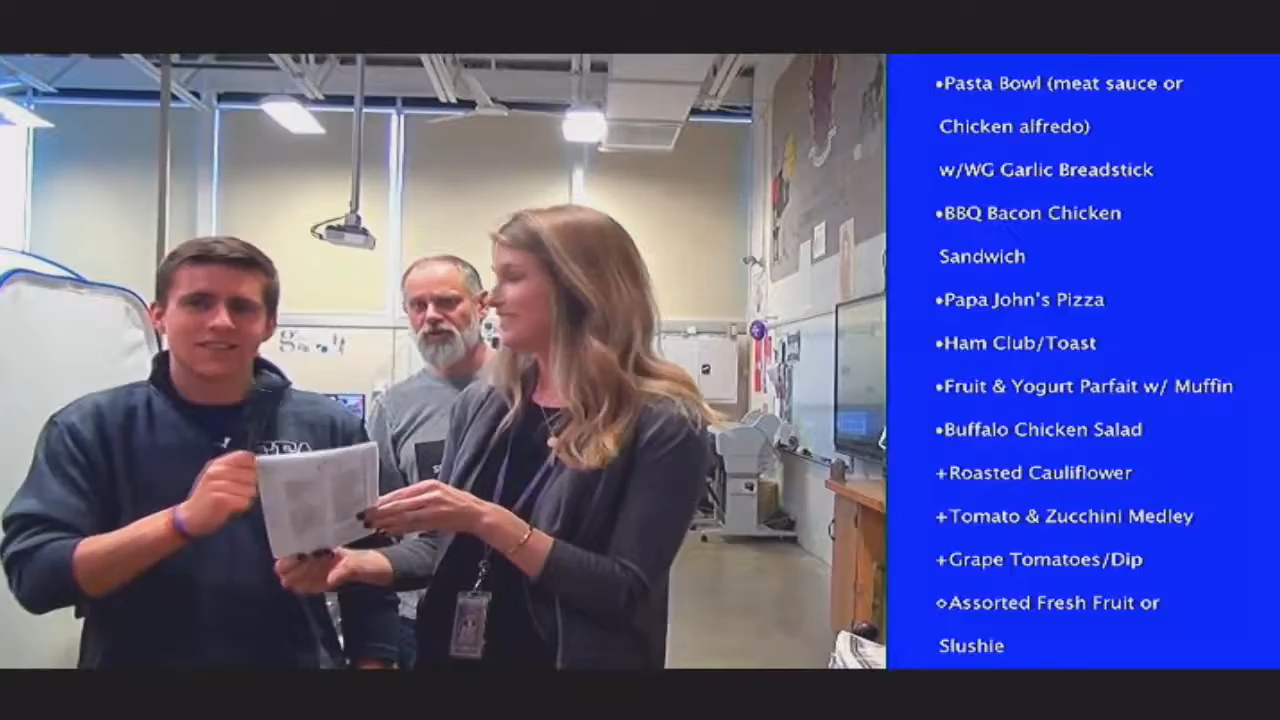 •Pasta Bowl (meat sauce or
Chicken alfredo)
w/WG Garlic Breadstick
•BBQ Bacon Chicken
Sandwich
•Papa John's Pizza
•Ham Club/Toast
•Fruit & Yogurt Parfait w/ Muffin
•Buffalo Chicken Salad
+Roasted Cauliflower
+Tomato & Zucchini Medley
+Grape Tomatoes/Dip
⋄Assorted Fresh Fruit or
Slushie